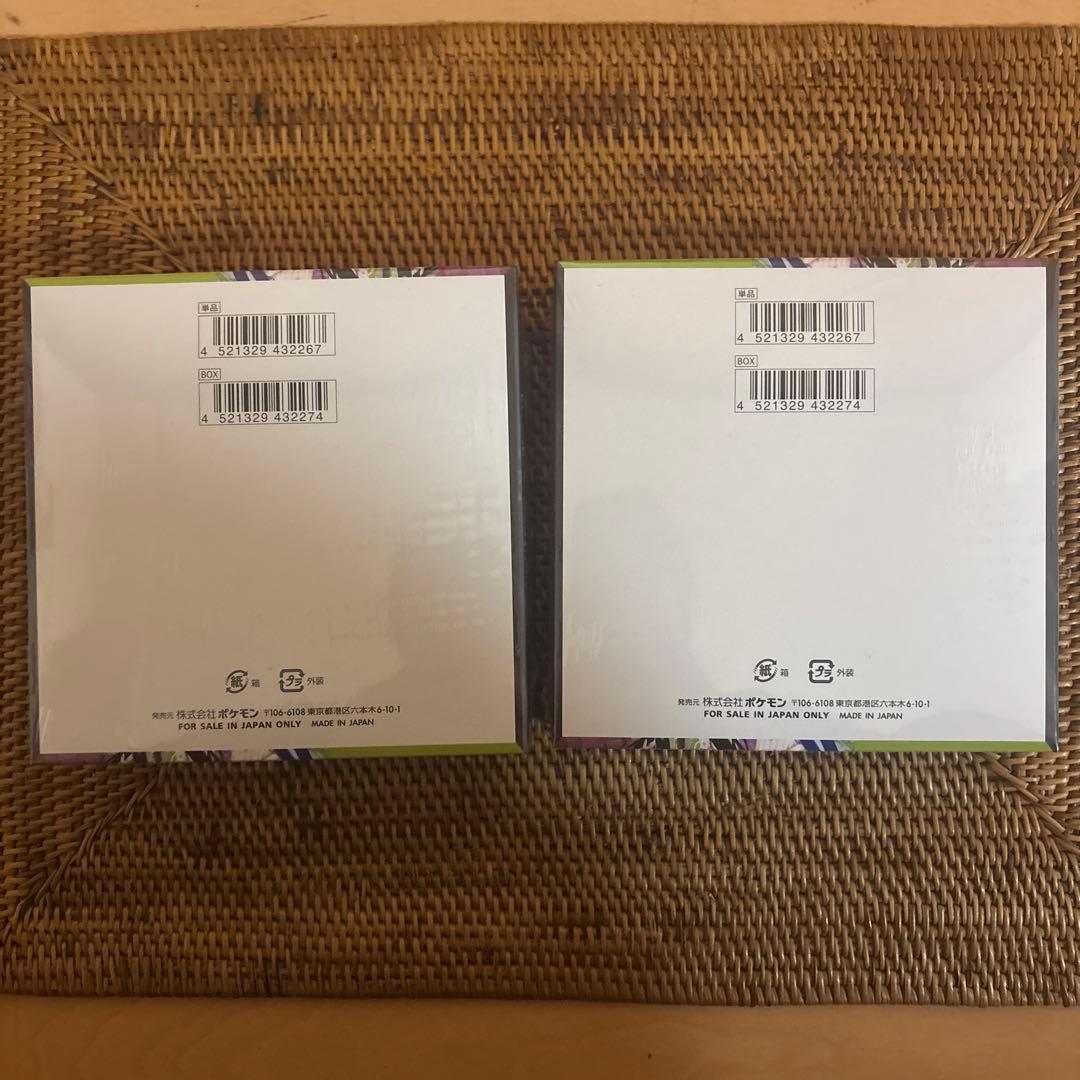 単品
4 521329 432267
BOX
4 521329 432274
紙 箱 プラ 外装
発売元 株式会社ポケモン 〒106-6108 東京都港区六本木6-10-1
FOR SALE IN JAPAN ONLY MADE IN JAPAN
単品
4 521329 432267
BOX
4 521329 432274
紙 箱 プラ 外装
発売元 株式会社ポケモン 〒106-6108 東京都港区六本木6-10-1
FOR SALE IN JAPAN ONLY MADE IN JAPAN